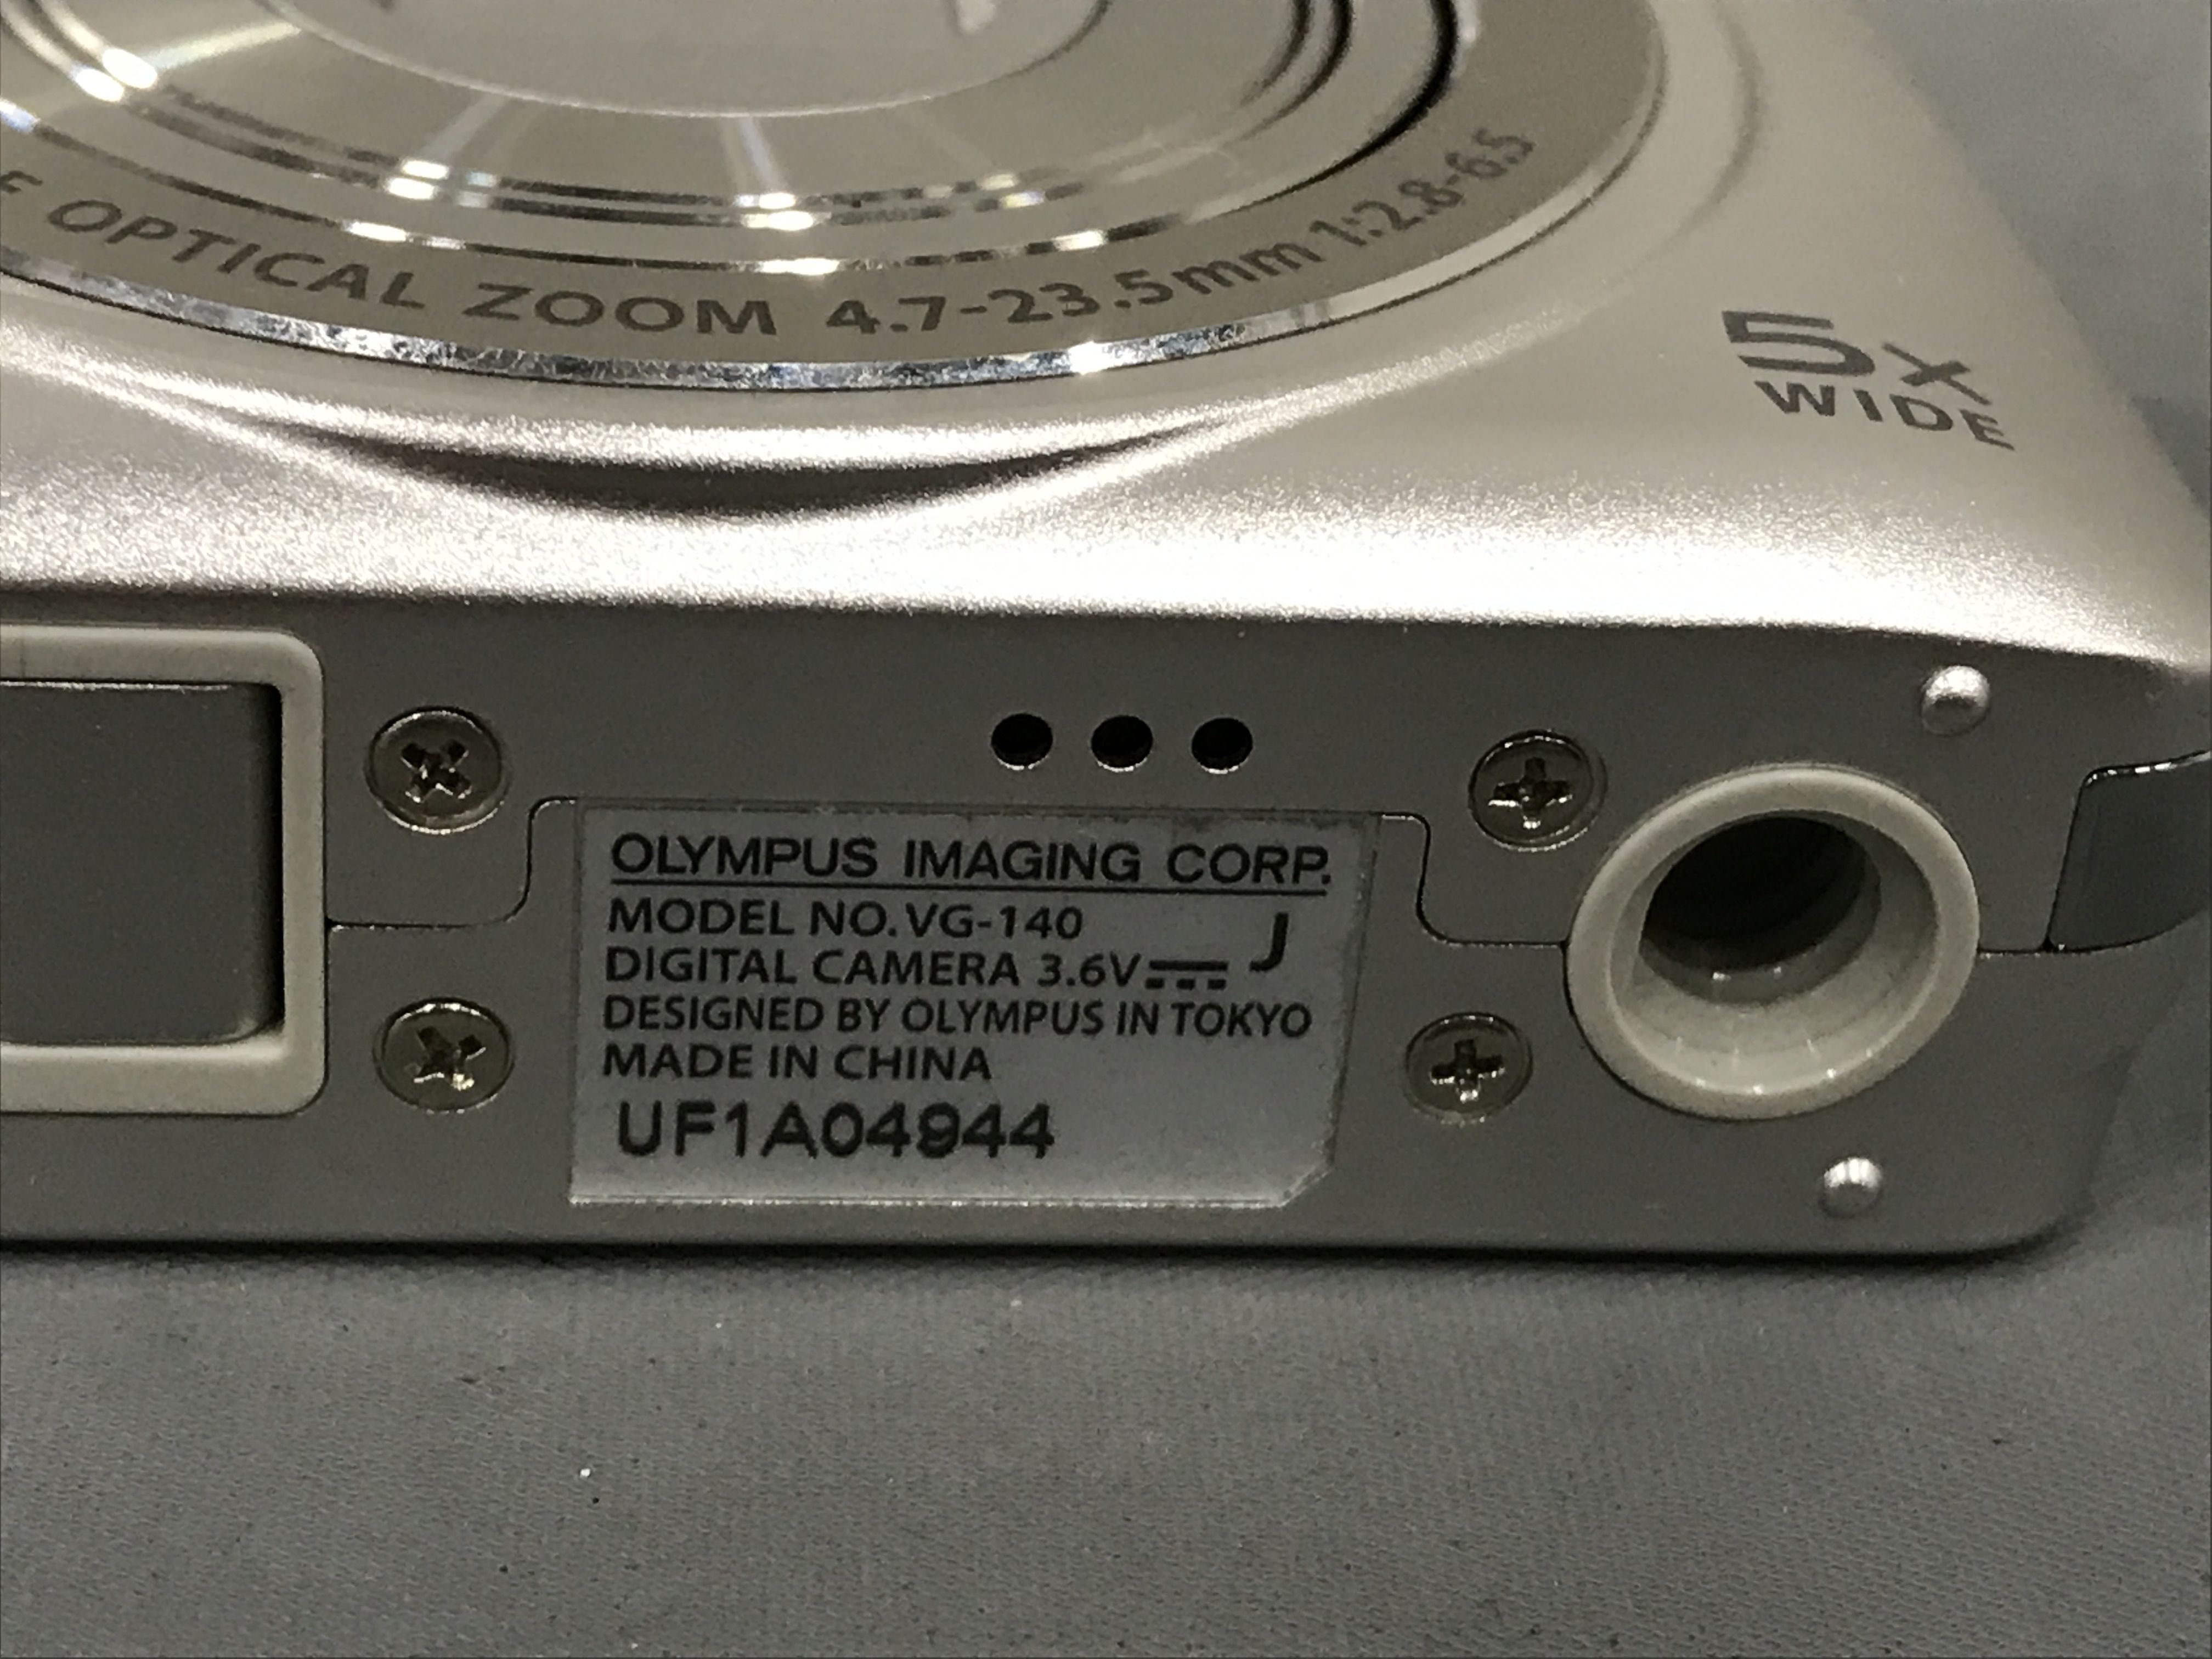 OPTICAL ZOOM 4.7-23.5mm 1:2.8-6.5
5X
WIDE
OLYMPUS IMAGING CORP.
MODEL NO. VG-140
DIGITAL CAMERA 3.6V⎓ J
DESIGNED BY OLYMPUS IN TOKYO
MADE IN CHINA
UF1A04944